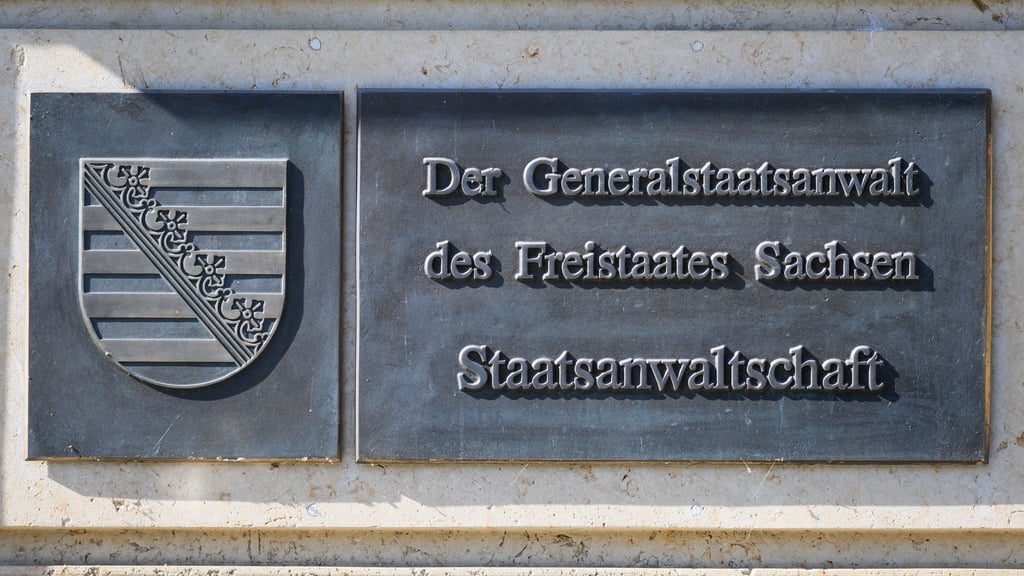 Der Generalstaatsanwalt
des Freistaates Sachsen
Staatsanwaltschaft